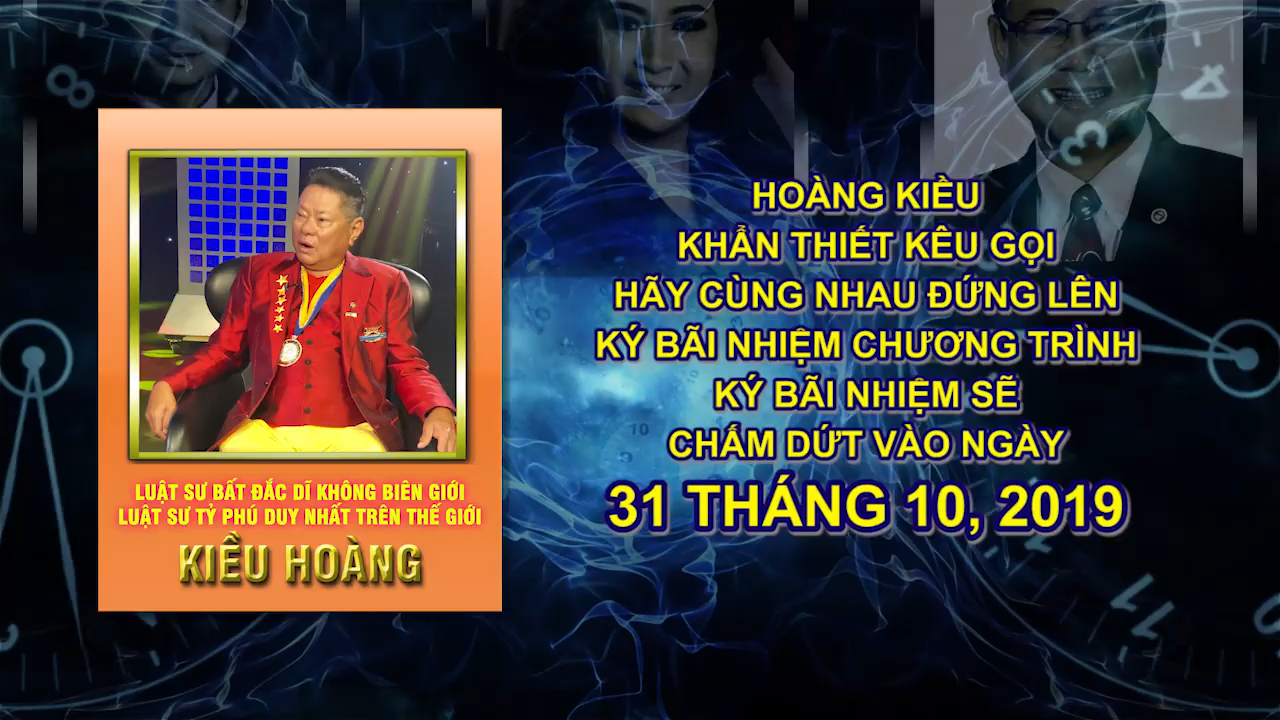 LUẬT SƯ BẤT ĐẮC DĨ KHÔNG BIÊN GIỚI
LUẬT SƯ TỶ PHÚ DUY NHẤT TRÊN THẾ GIỚI
KIỀU HOÀNG
HOÀNG KIỀU
KHẨN THIẾT KÊU GỌI
HÃY CÙNG NHAU ĐỨNG LÊN
KÝ BÃI NHIỆM CHƯƠNG TRÌNH
KÝ BÃI NHIỆM SẼ
CHẤM DỨT VÀO NGÀY
31 THÁNG 10, 2019